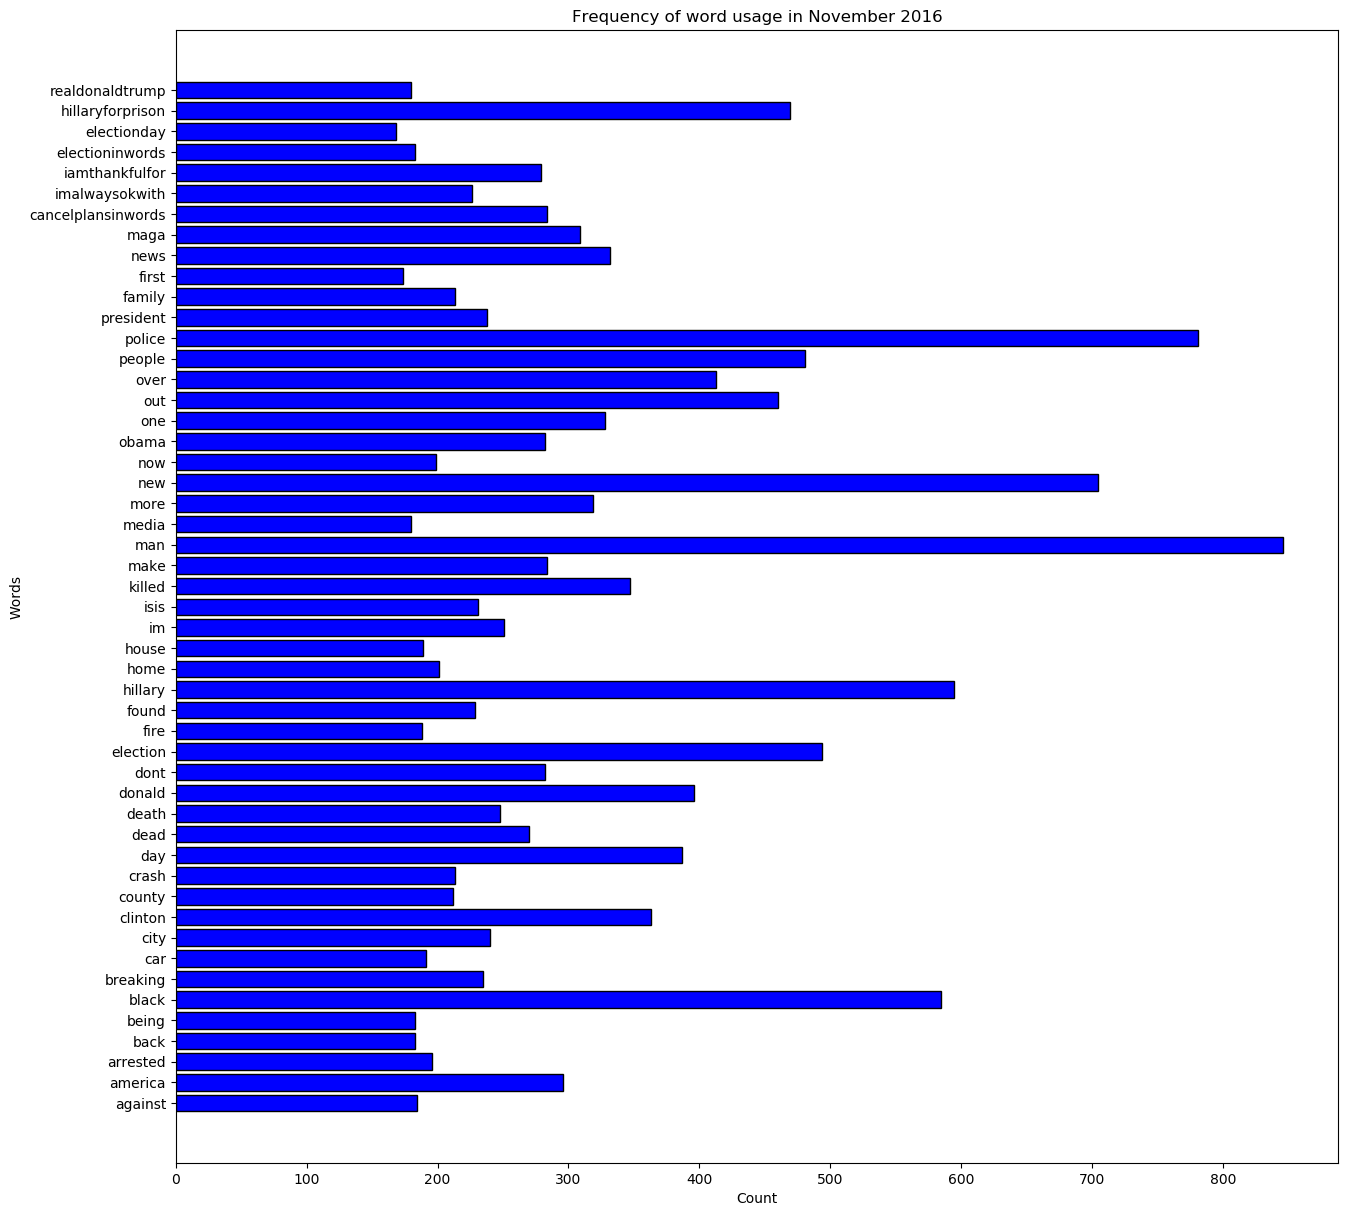 Frequency of word usage in November 2016
Words
realdonaldtrump
hillaryforprison
electionday
electioninwords
iamthankfulfor
imalwaysokwith
cancelplansinwords
maga
news
first
family
president
police
people
over
out
one
obama
now
new
more
media
man
make
killed
isis
im
house
home
hillary
found
fire
election
dont
donald
death
dead
day
crash
county
clinton
city
car
breaking
black
being
back
arrested
america
against
0 100 200 300 400 500 600 700 800
Count